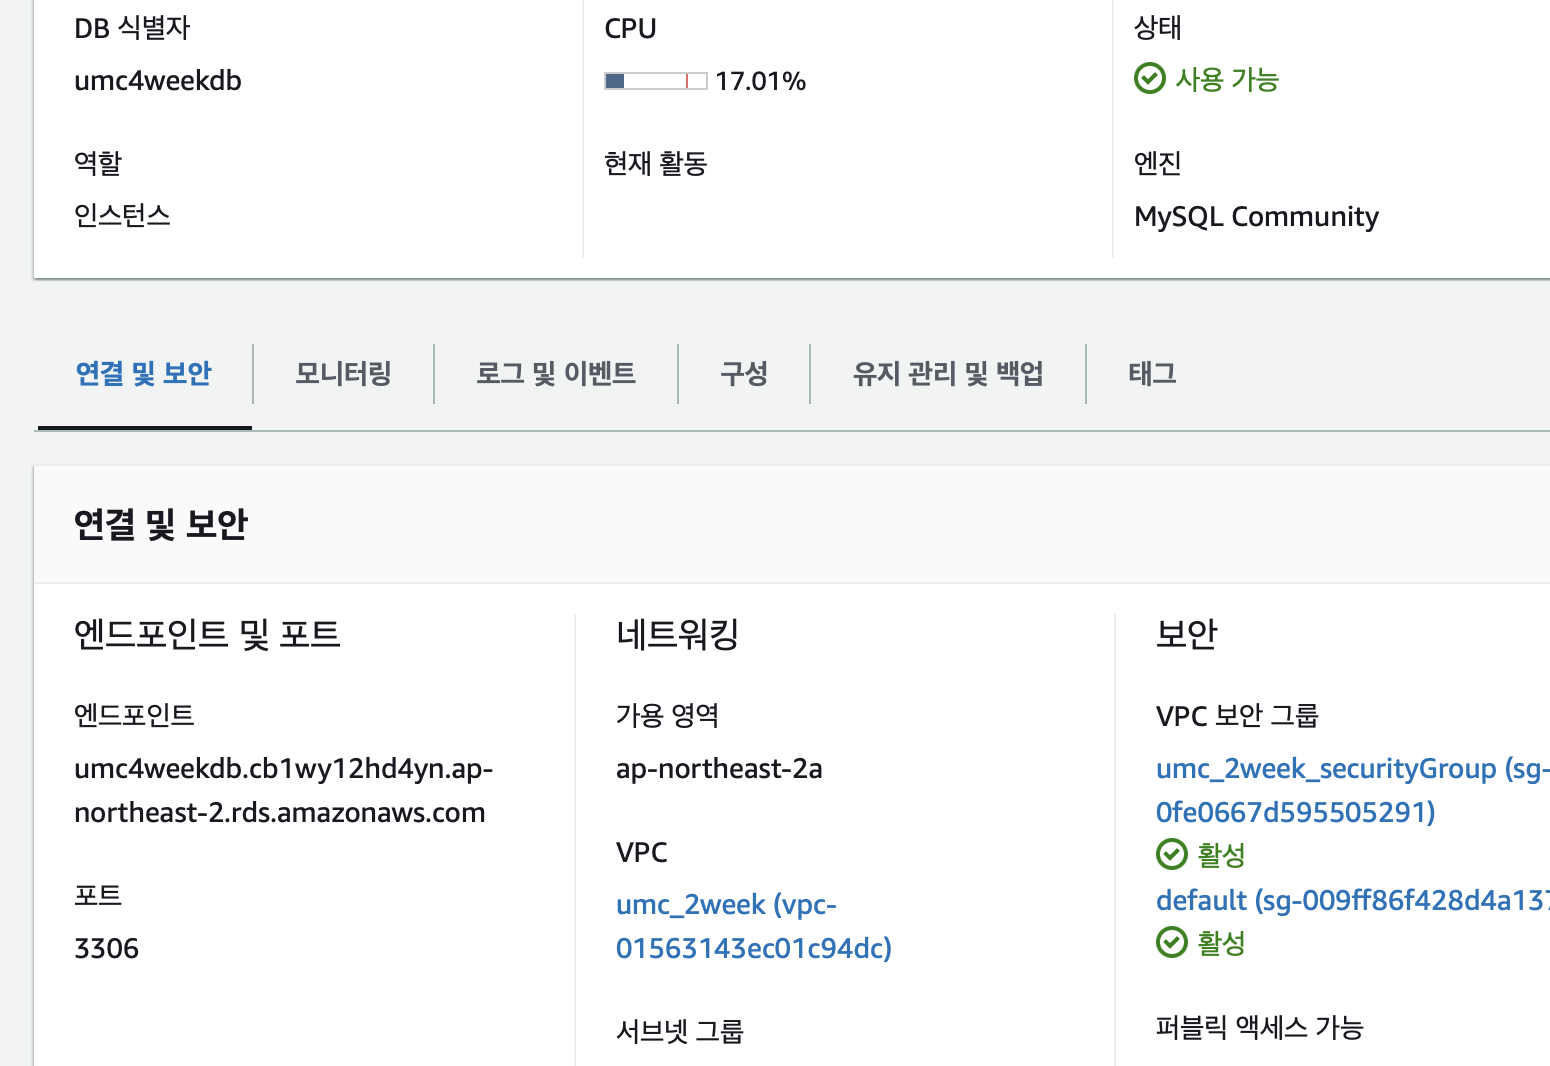 DB 식별자
umc4weekdb
역할
인스턴스
CPU
17.01%
현재 활동
상태
사용 가능
엔진
MySQL Community
연결 및 보안
모니터링
로그 및 이벤트
구성
유지 관리 및 백업
태그
연결 및 보안
엔드포인트 및 포트
엔드포인트
umc4weekdb.cb1wy12hd4yn.ap-
northeast-2.rds.amazonaws.com
포트
3306
네트워킹
가용 영역
ap-northeast-2a
VPC
umc_2week (vpc-
01563143ec01c94dc)
서브넷 그룹
보안
VPC 보안 그룹
umc_2week_securityGroup (sg-
0fe0667d595505291)
활성
default (sg-009ff86f428d4a137
활성
퍼블릭 액세스 가능